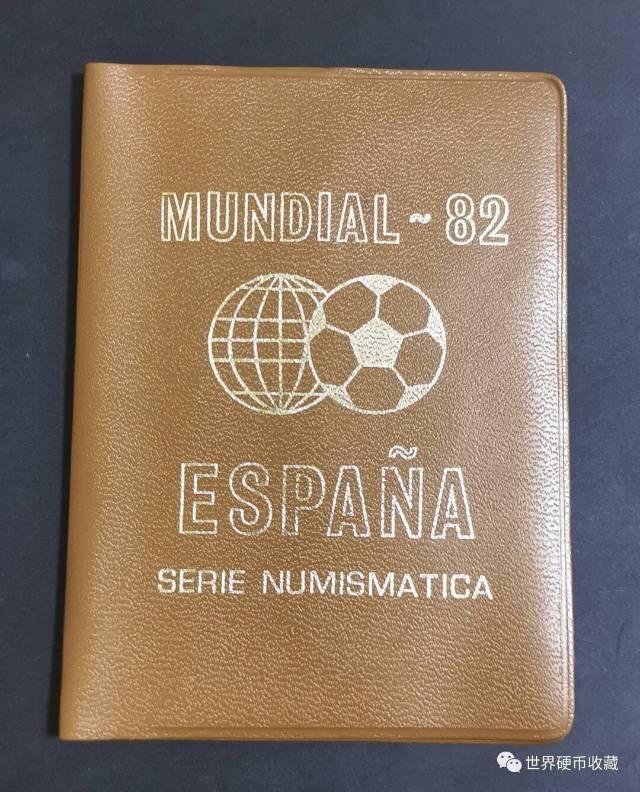 MUNDIAL ~ 82
ESPAÑA
SERIE NUMISMATICA
世界硬币收藏